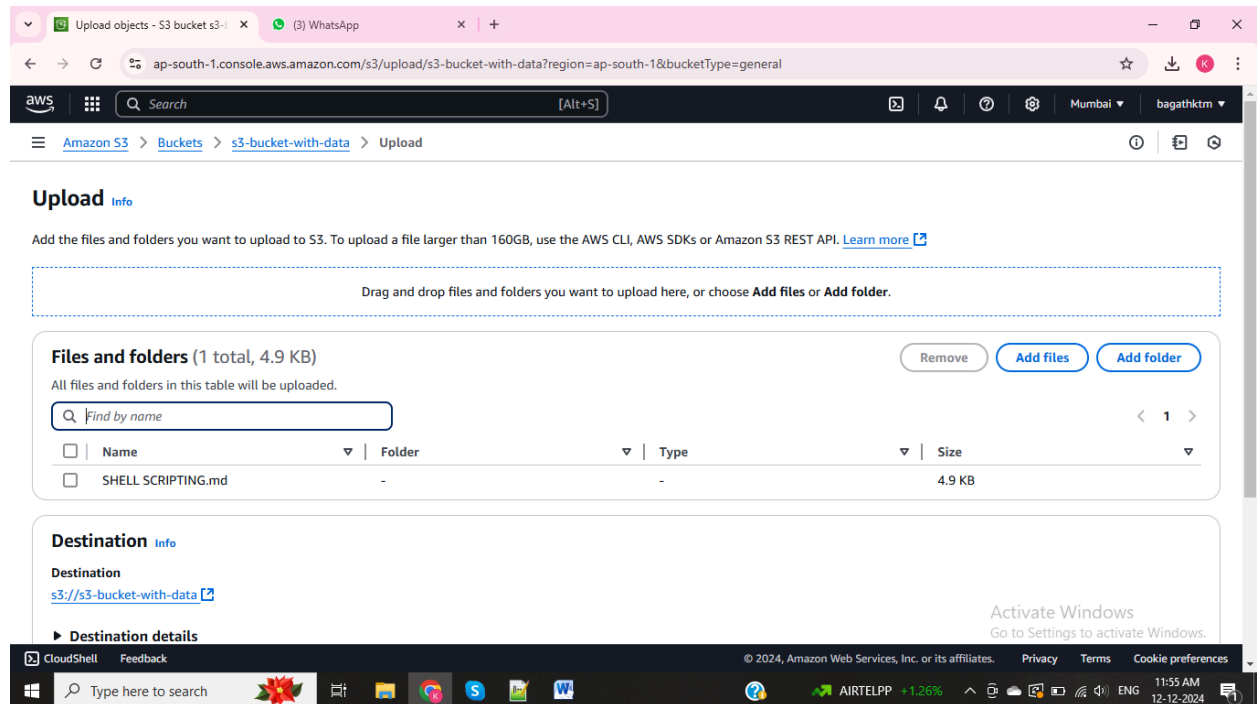 Upload objects - S3 bucket s3-b
(3) WhatsApp
ap-south-1.console.aws.amazon.com/s3/upload/s3-bucket-with-data?region=ap-south-1&bucketType=general
K
aws
Search [Alt+S]
Mumbai ▼ bagathktm ▼
Amazon S3 > Buckets > s3-bucket-with-data > Upload
Upload Info
Add the files and folders you want to upload to S3. To upload a file larger than 160GB, use the AWS CLI, AWS SDKs or Amazon S3 REST API. Learn more
Drag and drop files and folders you want to upload here, or choose Add files or Add folder.
Files and folders (1 total, 4.9 KB)
Remove Add files Add folder
All files and folders in this table will be uploaded.
Find by name
< 1 >
Name Folder Type Size
SHELL SCRIPTING.md - - 4.9 KB
Destination Info
Destination
s3://s3-bucket-with-data
Destination details
Activate Windows
Go to Settings to activate Windows.
CloudShell Feedback © 2024, Amazon Web Services, Inc. or its affiliates. Privacy Terms Cookie preferences
Type here to search
AIRTELPP +1.26% ENG
11:55 AM
12-12-2024